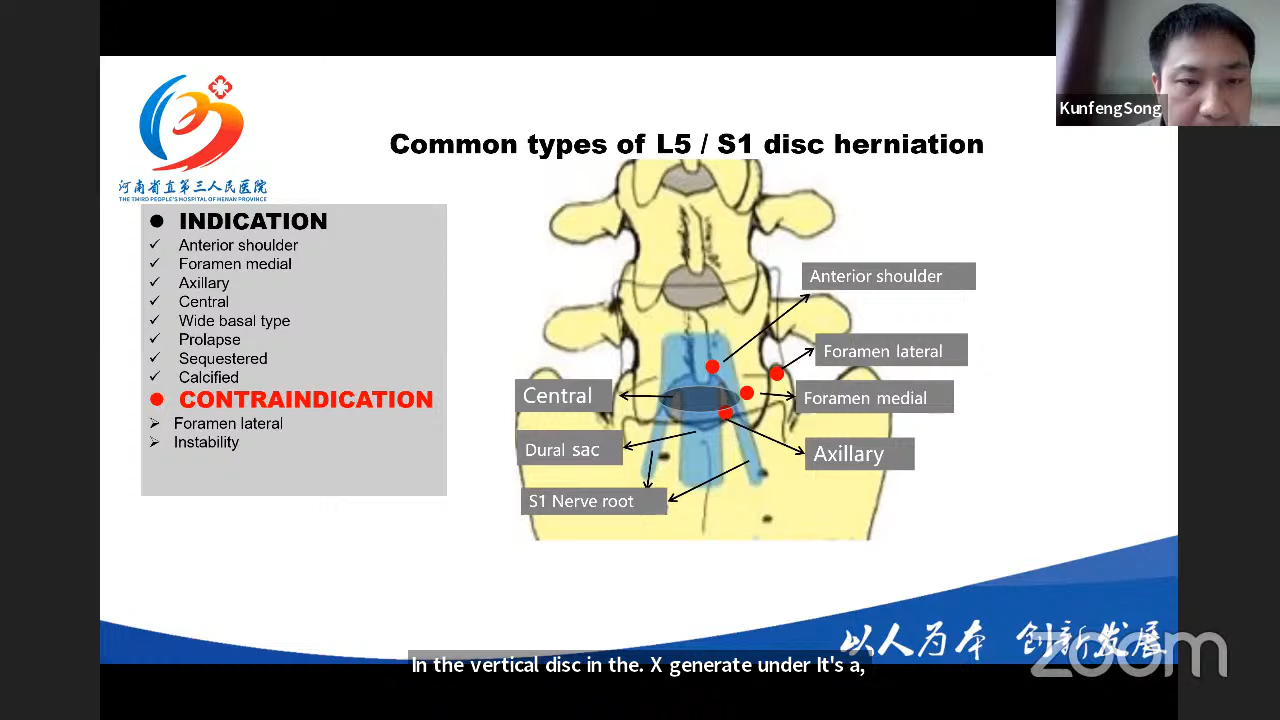 KunfengSong
河南省直第三人民医院
THE THIRD PEOPLE'S HOSPITAL OF HENAN PROVINCE
Common types of L5 / S1 disc herniation
INDICATION
Anterior shoulder
Foramen medial
Axillary
Central
Wide basal type
Prolapse
Sequestered
Calcified
CONTRAINDICATION
Foramen lateral
Instability
Anterior shoulder
Foramen lateral
Foramen medial
Central
Axillary
Dural sac
S1 Nerve root
以人为本 创新发展
zoom
In the vertical disc in the. X generate under It's a,